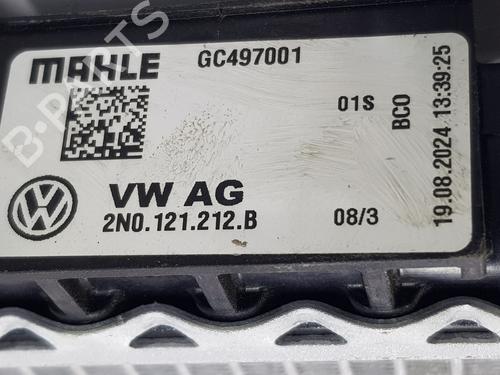 B-PARTS
MAHLE GC497001
01S BCO
19.08.2024 13:39:25
VW AG
2N0.121.212.B 08/3